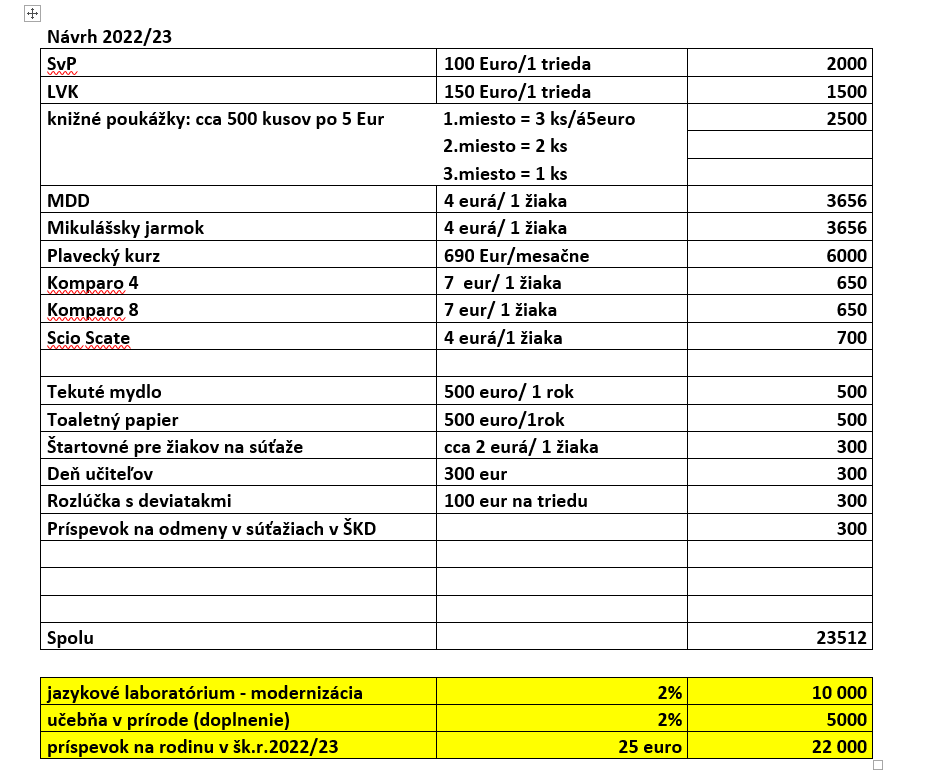 Návrh 2022/23
SvP 100 Euro/1 trieda 2000
LVK 150 Euro/1 trieda 1500
knižné poukážky: cca 500 kusov po 5 Eur 1.miesto = 3 ks/á5euro 2500
2.miesto = 2 ks
3.miesto = 1 ks
MDD 4 eurá/ 1 žiaka 3656
Mikulášsky jarmok 4 eurá/ 1 žiaka 3656
Plavecký kurz 690 Eur/mesačne 6000
Komparo 4 7 eur/ 1 žiaka 650
Komparo 8 7 eur/ 1 žiaka 650
Scio Scate 4 eurá/1 žiaka 700
Tekuté mydlo 500 euro/ 1 rok 500
Toaletný papier 500 euro/1rok 500
Štartovné pre žiakov na súťaže cca 2 eurá/ 1 žiaka 300
Deň učiteľov 300 eur 300
Rozlúčka s deviatakmi 100 eur na triedu 300
Príspevok na odmeny v súťažiach v ŠKD 300
Spolu 23512
jazykové laboratórium - modernizácia 2% 10 000
učebňa v prírode (doplnenie) 2% 5000
príspevok na rodinu v šk.r.2022/23 25 euro 22 000